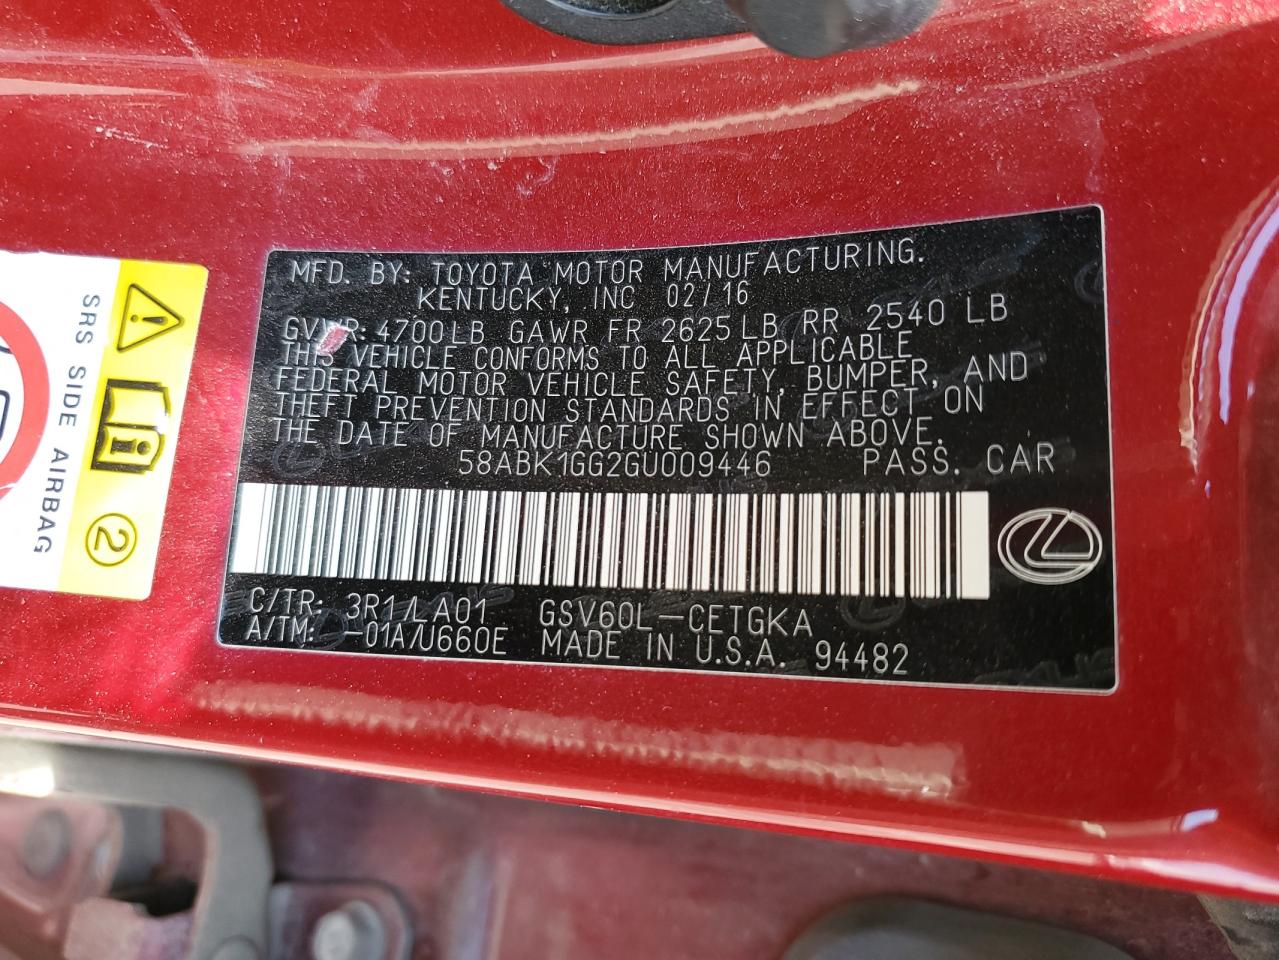 MFD. BY: TOYOTA MOTOR MANUFACTURING.
KENTUCKY, INC 02/16
GVWR: 4700LB GAWR FR 2625LB RR 2540 LB
THIS VEHICLE CONFORMS TO ALL APPLICABLE
FEDERAL MOTOR VEHICLE SAFETY, BUMPER, AND
THEFT PREVENTION STANDARDS IN EFFECT ON
THE DATE OF MANUFACTURE SHOWN ABOVE.
58ABK1GG2GU009446 PASS. CAR
C/TR: 3R1/LA01 GSV60L-CETGKA
A/TM: -01A/U660E MADE IN U.S.A. 94482
SRS SIDE AIRBAG
2